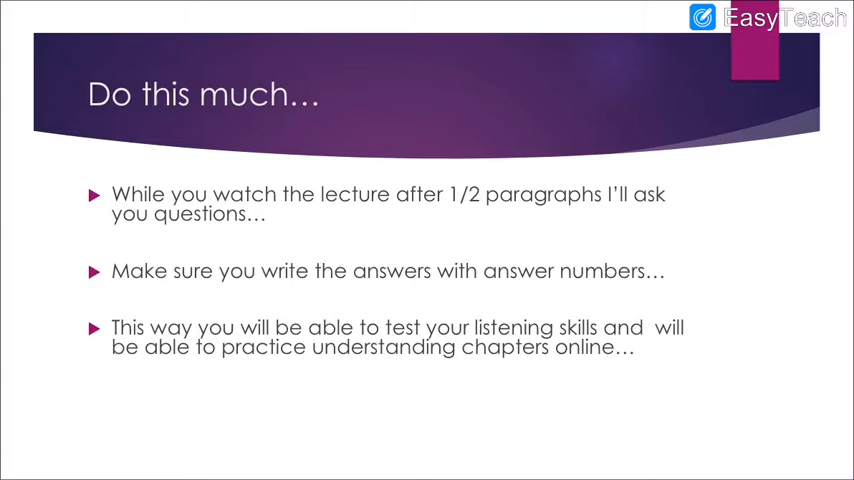 EasyTeach
Do this much…
While you watch the lecture after 1/2 paragraphs I'll ask
you questions…
Make sure you write the answers with answer numbers…
This way you will be able to test your listening skills and will
be able to practice understanding chapters online…